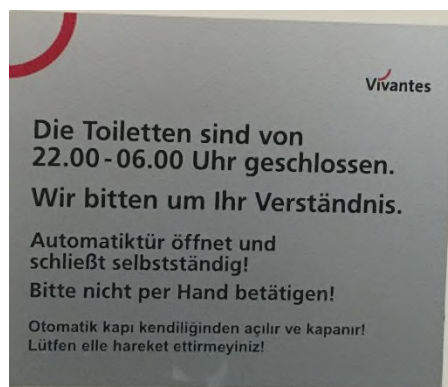 Vivantes
Die Toiletten sind von
22.00-06.00 Uhr geschlossen.
Wir bitten um Ihr Verständnis.
Automatiktür öffnet und
schließt selbstständig!
Bitte nicht per Hand betätigen!
Otomatik kapı kendiliğinden açılır ve kapanır!
Lütfen elle hareket ettirmeyiniz!